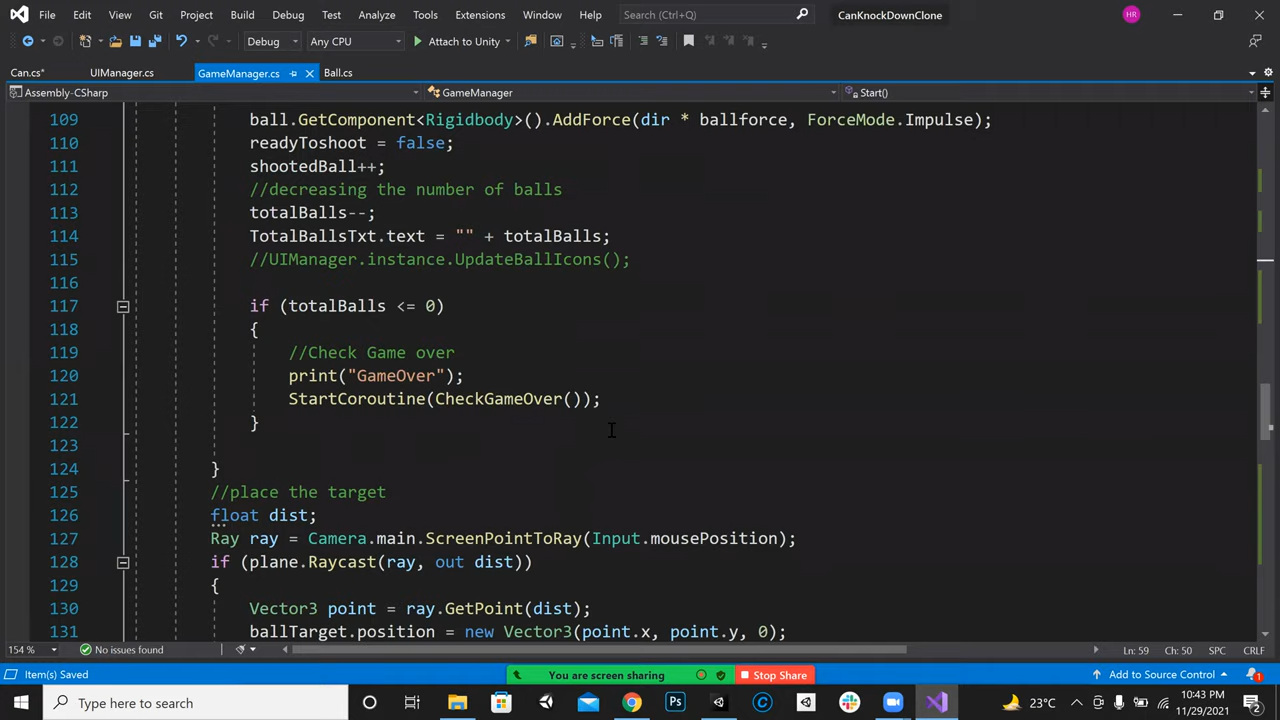 File Edit View Git Project Build Debug Test Analyze Tools Extensions Window Help Search (Ctrl+Q) CanKnockDownClone HR
Debug Any CPU Attach to Unity
Can.cs* UIManager.cs GameManager.cs Ball.cs
Assembly-CSharp GameManager Start()
109 ball.GetComponent<Rigidbody>().AddForce(dir * ballforce, ForceMode.Impulse);
110 readyToshoot = false;
111 shootedBall++;
112 //decreasing the number of balls
113 totalBalls--;
114 TotalBallsTxt.text = "" + totalBalls;
115 //UIManager.instance.UpdateBallIcons();
116
117 if (totalBalls <= 0)
118 {
119 //Check Game over
120 print("GameOver");
121 StartCoroutine(CheckGameOver());
122 }
123
124 }
125 //place the target
126 float dist;
127 Ray ray = Camera.main.ScreenPointToRay(Input.mousePosition);
128 if (plane.Raycast(ray, out dist))
129 {
130 Vector3 point = ray.GetPoint(dist);
131 ballTarget.position = new Vector3(point.x, point.y, 0);
154 % No issues found Ln: 59 Ch: 50 SPC CRLF
Item(s) Saved You are screen sharing Stop Share Add to Source Control 1
Type here to search 23°C 10:43 PM
11/29/2021